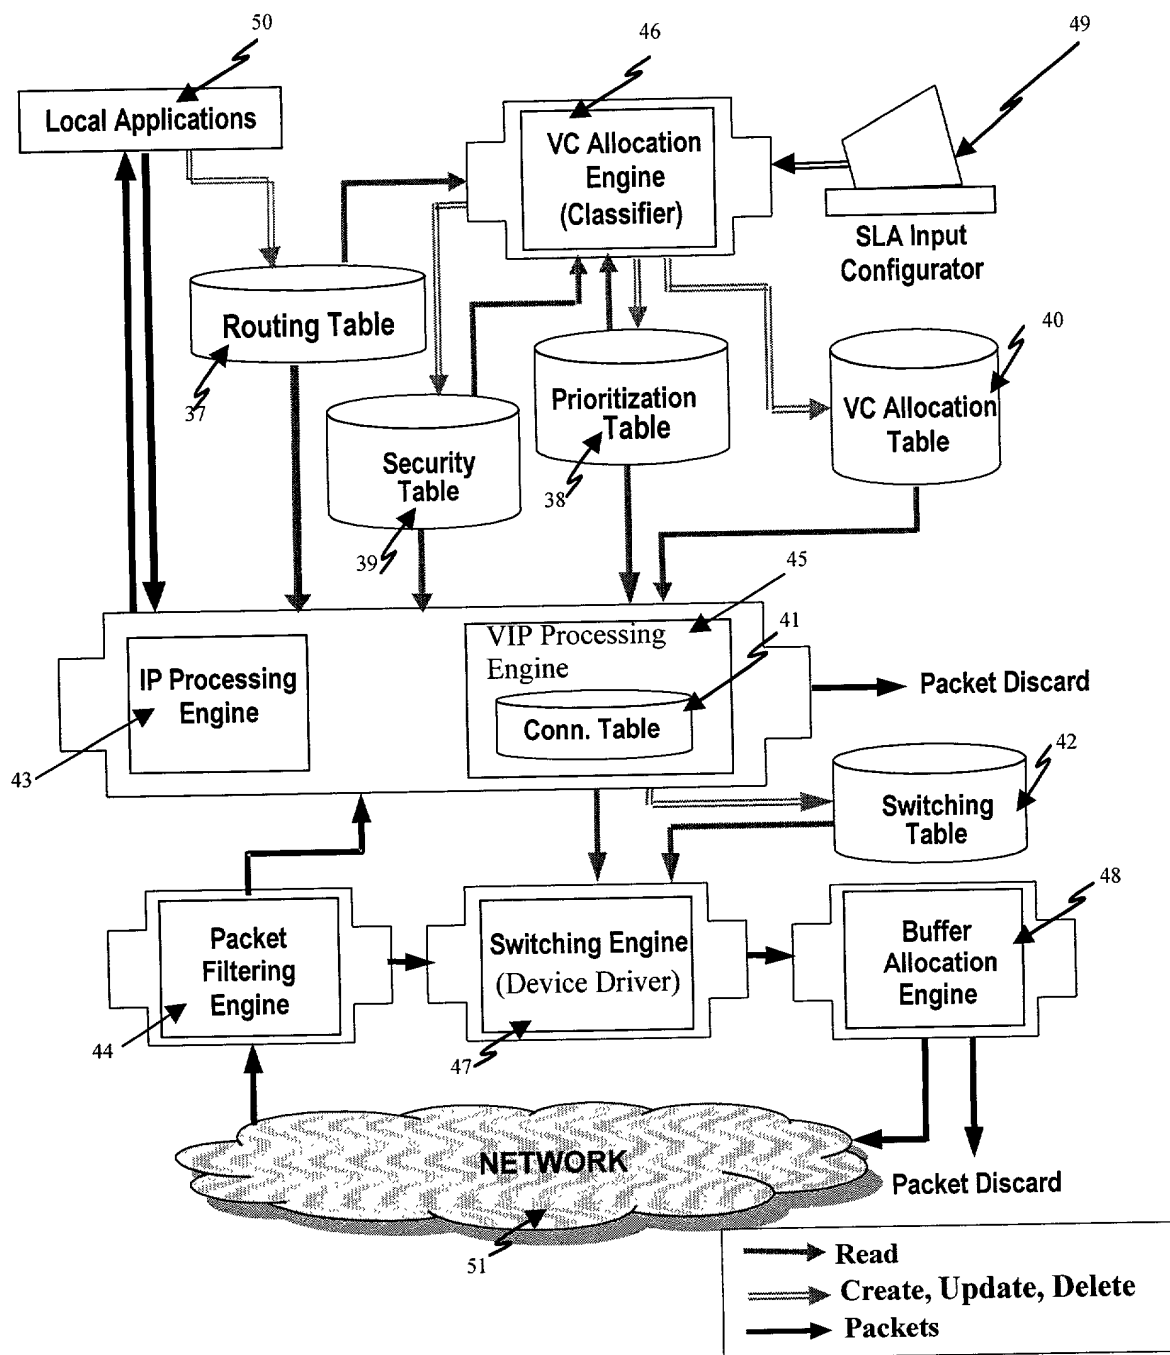 50
46
49
Local Applications
VC Allocation
Engine
(Classifier)
SLA Input
Configurator
Routing Table
37
Security
Table
39
Prioritization
Table
38
40
VC Allocation
Table
45
41
VIP Processing
Engine
Conn. Table
IP Processing
Engine
43
Packet Discard
42
Switching
Table
48
Packet
Filtering
Engine
44
Switching Engine
(Device Driver)
47
Buffer
Allocation
Engine
NETWORK
51
Packet Discard
Read
Create, Update, Delete
Packets